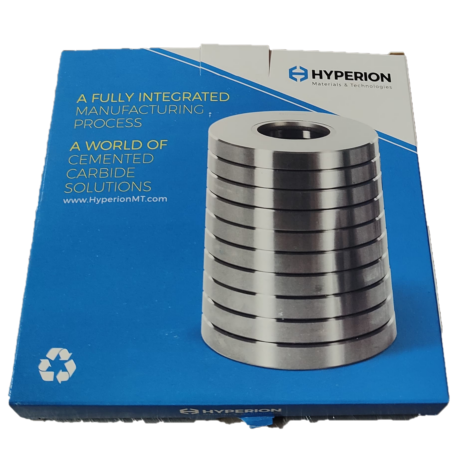 HYPERION
Materials & Technologies
A FULLY INTEGRATED
MANUFACTURING
PROCESS
A WORLD OF
CEMENTED
CARBIDE
SOLUTIONS
www.HyperionMT.com
HYPERION